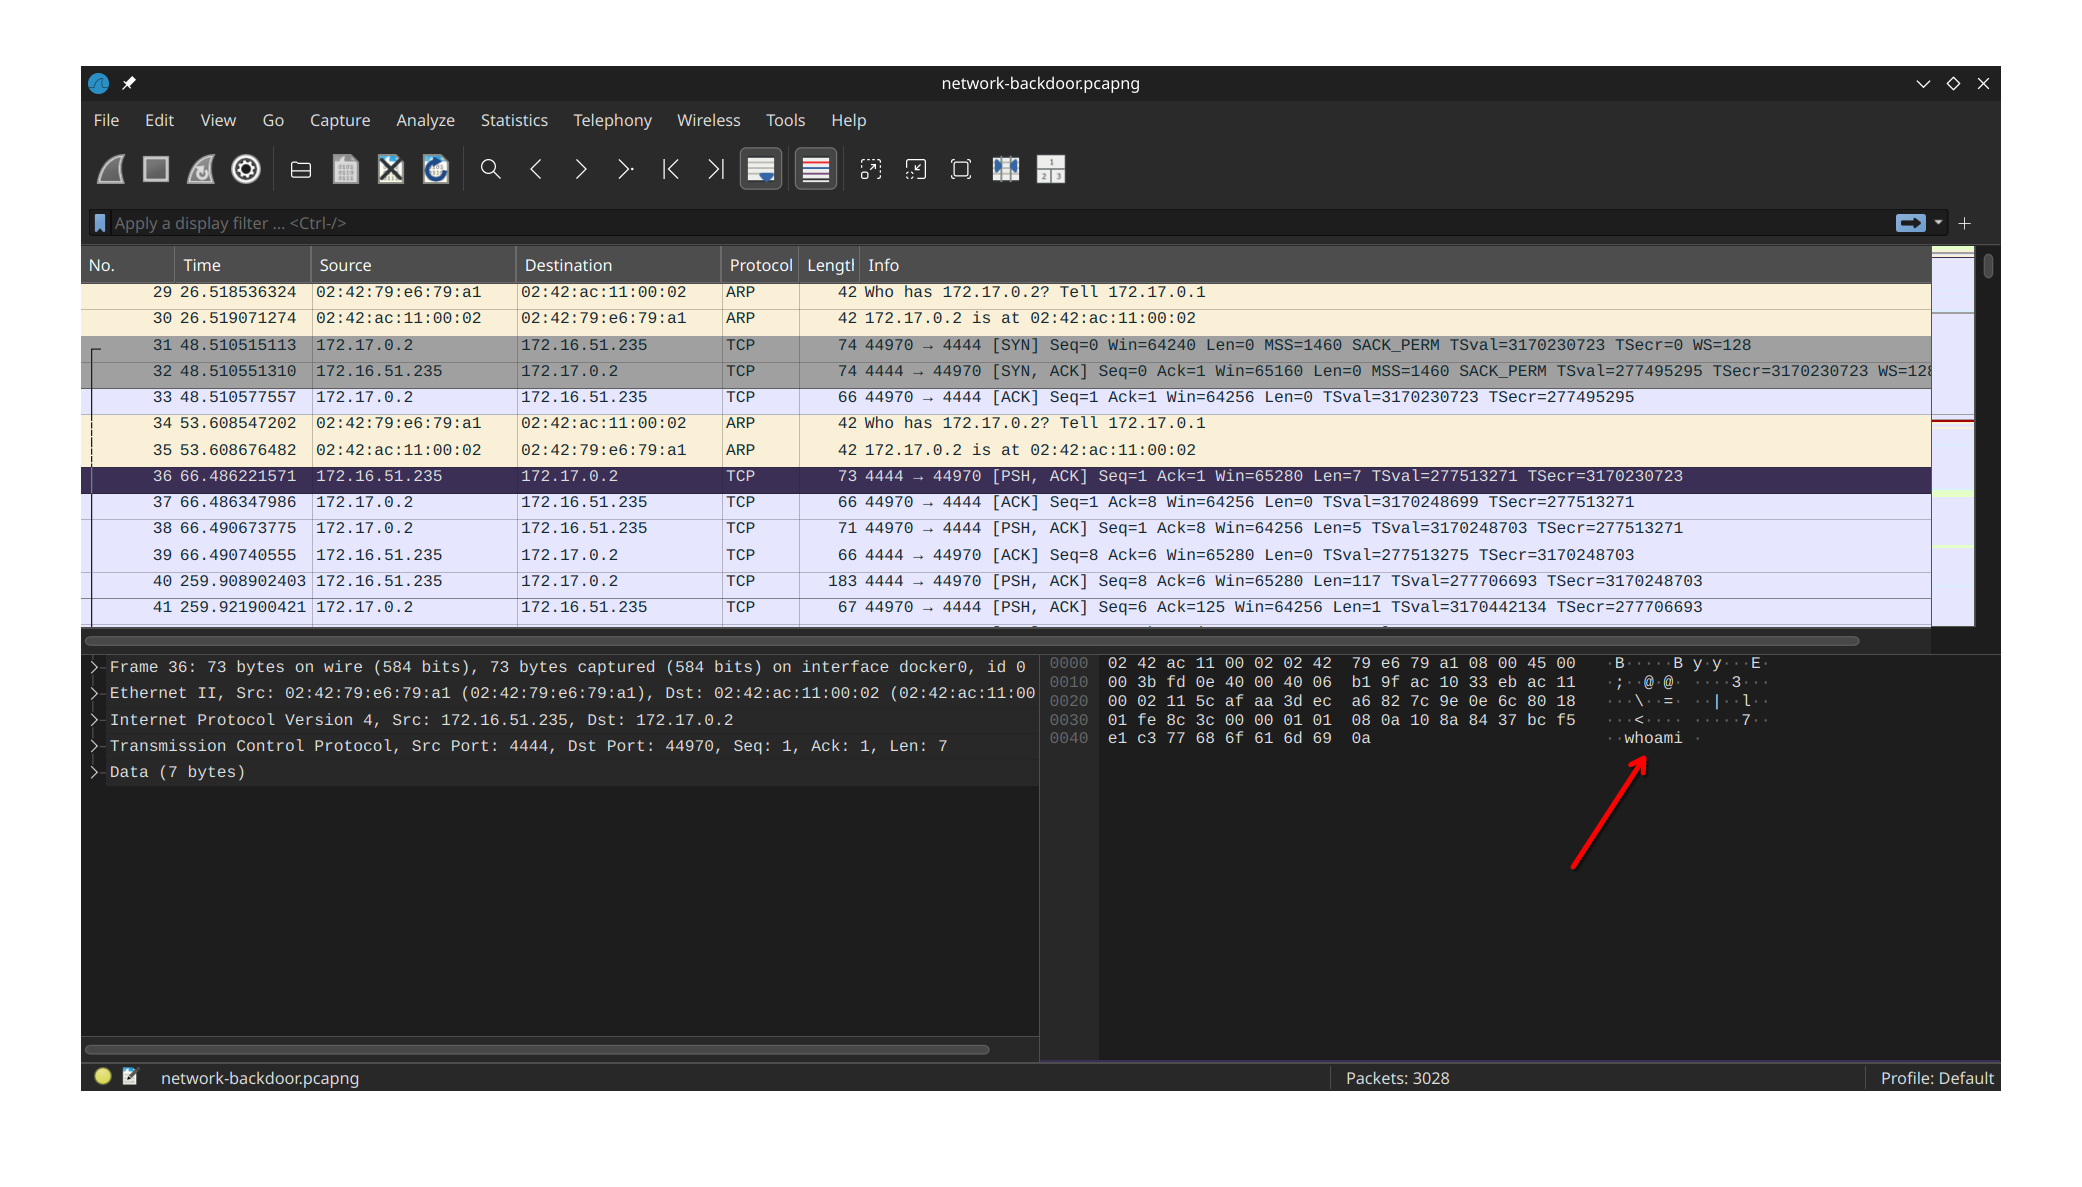 network-backdoor.pcapng
File Edit View Go Capture Analyze Statistics Telephony Wireless Tools Help
Apply a display filter ... <Ctrl-/>
No. Time Source Destination Protocol Lengtl Info
29 26.518536324 02:42:79:e6:79:a1 02:42:ac:11:00:02 ARP 42 Who has 172.17.0.2? Tell 172.17.0.1
30 26.519071274 02:42:ac:11:00:02 02:42:79:e6:79:a1 ARP 42 172.17.0.2 is at 02:42:ac:11:00:02
31 48.510515113 172.17.0.2 172.16.51.235 TCP 74 44970 → 4444 [SYN] Seq=0 Win=64240 Len=0 MSS=1460 SACK_PERM TSval=3170230723 TSecr=0 WS=128
32 48.510551310 172.16.51.235 172.17.0.2 TCP 74 4444 → 44970 [SYN, ACK] Seq=0 Ack=1 Win=65160 Len=0 MSS=1460 SACK_PERM TSval=277495295 TSecr=3170230723 WS=128
33 48.510577557 172.17.0.2 172.16.51.235 TCP 66 44970 → 4444 [ACK] Seq=1 Ack=1 Win=64256 Len=0 TSval=3170230723 TSecr=277495295
34 53.608547202 02:42:79:e6:79:a1 02:42:ac:11:00:02 ARP 42 Who has 172.17.0.2? Tell 172.17.0.1
35 53.608676482 02:42:ac:11:00:02 02:42:79:e6:79:a1 ARP 42 172.17.0.2 is at 02:42:ac:11:00:02
36 66.486221571 172.16.51.235 172.17.0.2 TCP 73 4444 → 44970 [PSH, ACK] Seq=1 Ack=1 Win=65280 Len=7 TSval=277513271 TSecr=3170230723
37 66.486347986 172.17.0.2 172.16.51.235 TCP 66 44970 → 4444 [ACK] Seq=1 Ack=8 Win=64256 Len=0 TSval=3170248699 TSecr=277513271
38 66.490673775 172.17.0.2 172.16.51.235 TCP 71 44970 → 4444 [PSH, ACK] Seq=1 Ack=8 Win=64256 Len=5 TSval=3170248703 TSecr=277513271
39 66.490740555 172.16.51.235 172.17.0.2 TCP 66 4444 → 44970 [ACK] Seq=8 Ack=6 Win=65280 Len=0 TSval=277513275 TSecr=3170248703
40 259.908902403 172.16.51.235 172.17.0.2 TCP 183 4444 → 44970 [PSH, ACK] Seq=8 Ack=6 Win=65280 Len=117 TSval=277706693 TSecr=3170248703
41 259.921900421 172.17.0.2 172.16.51.235 TCP 67 44970 → 4444 [PSH, ACK] Seq=6 Ack=125 Win=64256 Len=1 TSval=3170442134 TSecr=277706693
Frame 36: 73 bytes on wire (584 bits), 73 bytes captured (584 bits) on interface docker0, id 0
Ethernet II, Src: 02:42:79:e6:79:a1 (02:42:79:e6:79:a1), Dst: 02:42:ac:11:00:02 (02:42:ac:11:00
Internet Protocol Version 4, Src: 172.16.51.235, Dst: 172.17.0.2
Transmission Control Protocol, Src Port: 4444, Dst Port: 44970, Seq: 1, Ack: 1, Len: 7
Data (7 bytes)
0000 02 42 ac 11 00 02 02 42 79 e6 79 a1 08 00 45 00 ·B·····B y·y···E·
0010 00 3b fd 0e 40 00 40 06 b1 9f ac 10 33 eb ac 11 ·;··@·@· ····3···
0020 00 02 11 5c af aa 3d ec a6 82 7c 9e 0e 6c 80 18 ···\··=· ··|··l··
0030 01 fe 8c 3c 00 00 01 01 08 0a 10 8a 84 37 bc f5 ···<···· ·····7··
0040 e1 c3 77 68 6f 61 6d 69 0a ··whoami ·
network-backdoor.pcapng Packets: 3028 Profile: Default